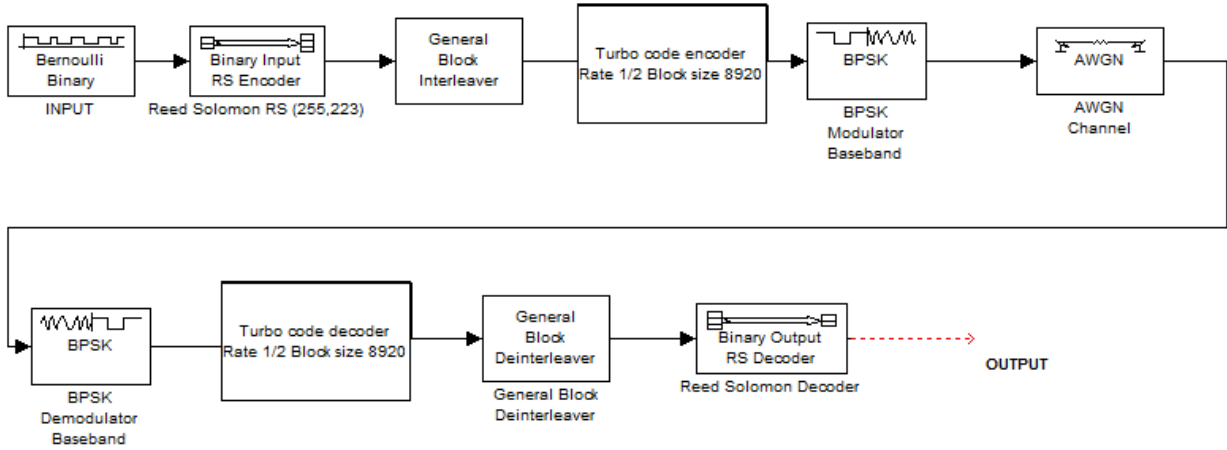 Bernoulli
Binary
INPUT
Binary Input
RS Encoder
Reed Solomon RS (255,223)
General
Block
Interleaver
Turbo code encoder
Rate 1/2 Block size 8920
BPSK
BPSK
Modulator
Baseband
AWGN
AWGN
Channel
BPSK
BPSK
Demodulator
Baseband
Turbo code decoder
Rate 1/2 Block size 8920
General
Block
Deinterleaver
General Block
Deinterleaver
Binary Output
RS Decoder
Reed Solomon Decoder
OUTPUT